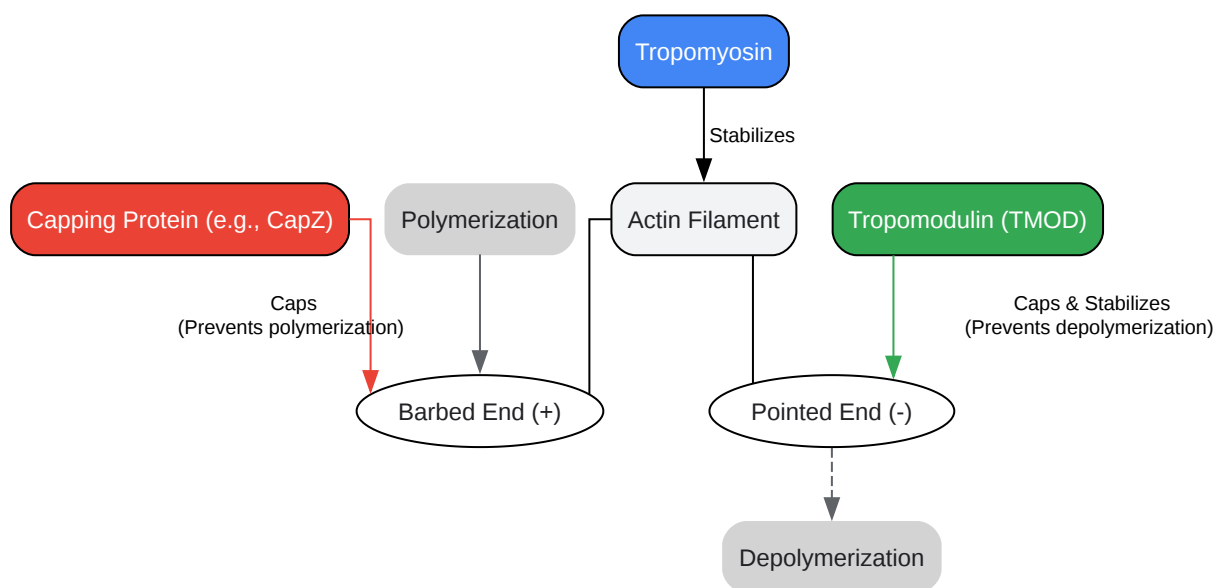 Tropomyosin
Stabilizes
Capping Protein (e.g., CapZ)
Polymerization
Actin Filament
Tropomodulin (TMOD)
Caps
(Prevents polymerization)
Caps & Stabilizes
(Prevents depolymerization)
Barbed End (+)
Pointed End (-)
Depolymerization